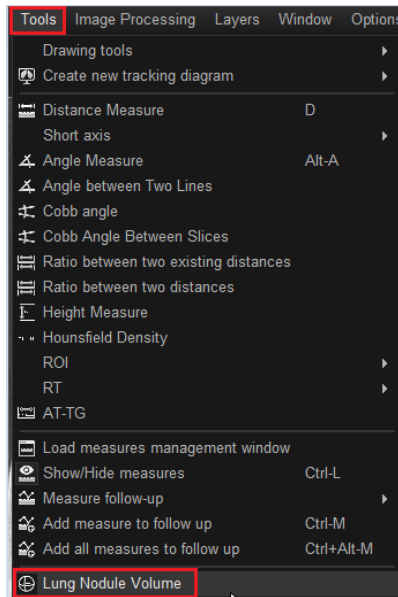 Tools Image Processing Layers Window Options
Drawing tools
Create new tracking diagram
Distance Measure D
Short axis
Angle Measure Alt-A
Angle between Two Lines
Cobb angle
Cobb Angle Between Slices
Ratio between two existing distances
Ratio between two distances
Height Measure
Hounsfield Density
ROI
RT
AT-TG
Load measures management window
Show/Hide measures Ctrl-L
Measure follow-up
Add measure to follow up Ctrl-M
Add all measures to follow up Ctrl+Alt-M
Lung Nodule Volume